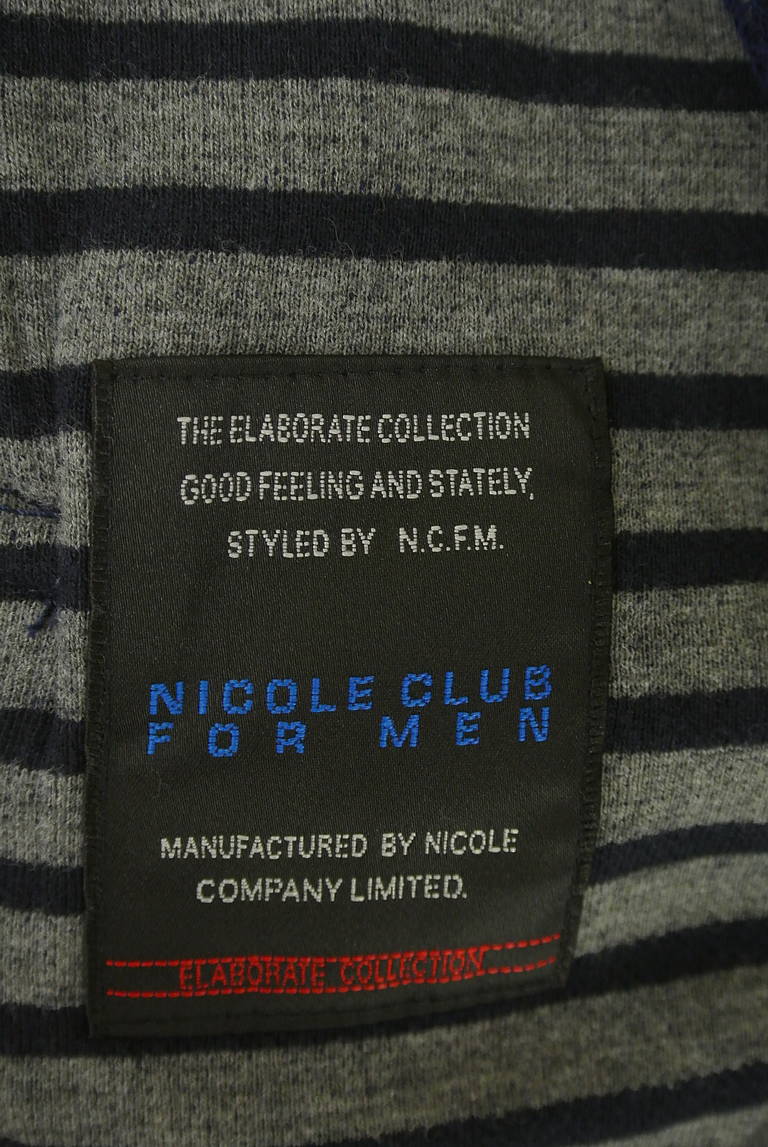 THE ELABORATE COLLECTION
GOOD FEELING AND STATELY,
STYLED BY N.C.F.M.
NICOLE CLUB
FOR MEN
MANUFACTURED BY NICOLE
COMPANY LIMITED.
ELABORATE COLLECTION